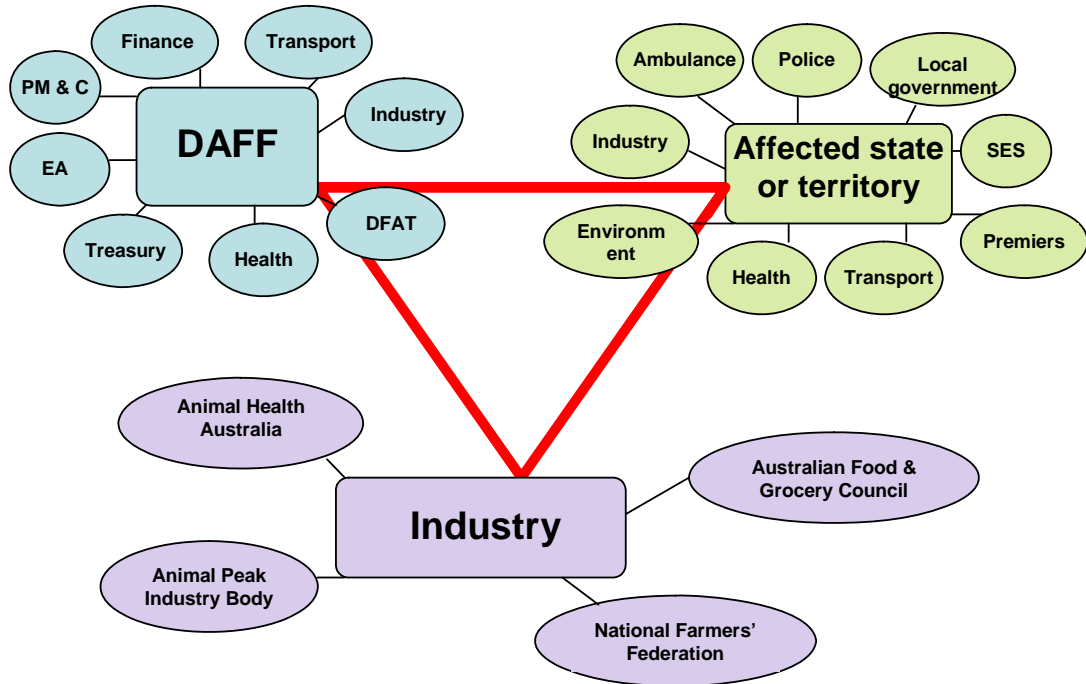 Finance
Transport
PM & C
Industry
DAFF
EA
DFAT
Treasury
Health
Ambulance
Police
Local
government
Industry
Affected state
or territory
SES
Environm
ent
Premiers
Health
Transport
Animal Health
Australia
Australian Food &
Grocery Council
Industry
Animal Peak
Industry Body
National Farmers’
Federation